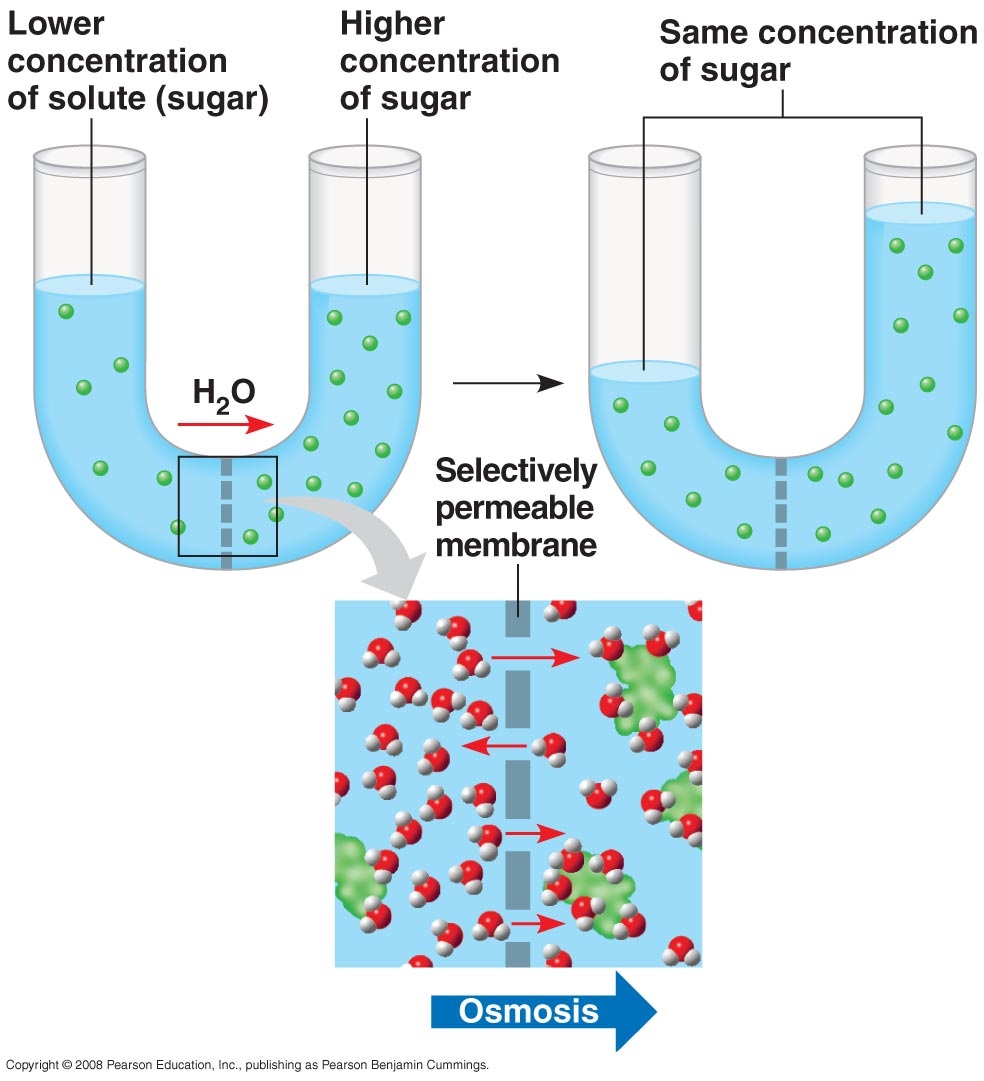 Lower
concentration
of solute (sugar)
Higher
concentration
of sugar
Same concentration
of sugar
H₂O
Selectively
permeable
membrane
Osmosis
Copyright © 2008 Pearson Education, Inc., publishing as Pearson Benjamin Cummings.